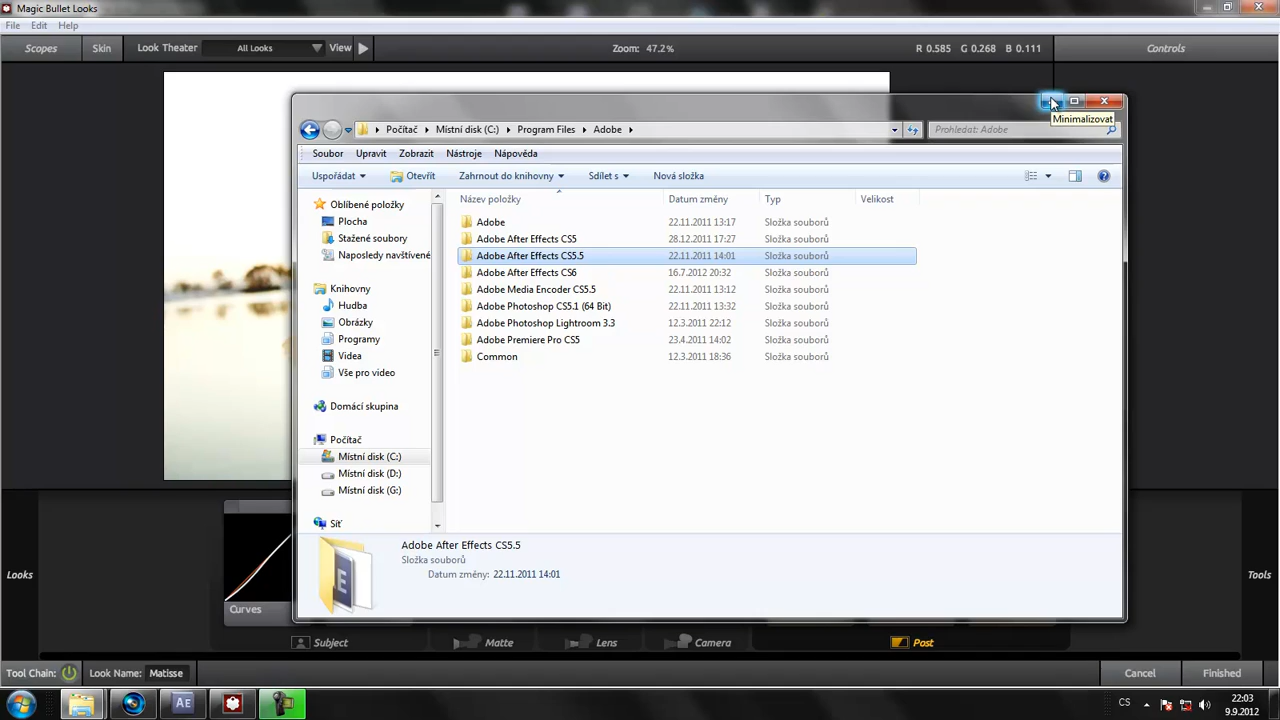 Magic Bullet Looks
File Edit Help
Scopes Skin Look Theater All Looks View Zoom: 47.2% R 0.585 G 0.268 B 0.111 Controls
Minimalizovat
Počítač Místní disk (C:) Program Files Adobe Prohledat: Adobe
Soubor Upravit Zobrazit Nástroje Nápověda
Uspořádat Otevřít Zahrnout do knihovny Sdílet s Nová složka
Název položky Datum změny Typ Velikost
Oblíbené položky
Plocha
Stažené soubory
Naposledy navštívené
Knihovny
Hudba
Obrázky
Programy
Videa
Vše pro video
Domácí skupina
Počítač
Místní disk (C:)
Místní disk (D:)
Místní disk (G:)
Síť
Adobe 22.11.2011 13:17 Složka souborů
Adobe After Effects CS5 28.12.2011 17:27 Složka souborů
Adobe After Effects CS5.5 22.11.2011 14:01 Složka souborů
Adobe After Effects CS6 16.7.2012 20:32 Složka souborů
Adobe Media Encoder CS5.5 22.11.2011 13:12 Složka souborů
Adobe Photoshop CS5.1 (64 Bit) 22.11.2011 13:32 Složka souborů
Adobe Photoshop Lightroom 3.3 12.3.2011 22:12 Složka souborů
Adobe Premiere Pro CS5 23.4.2011 14:02 Složka souborů
Common 12.3.2011 18:36 Složka souborů
Adobe After Effects CS5.5
Složka souborů
Datum změny: 22.11.2011 14:01
Looks
Tools
Curves
Subject Matte Lens Camera Post
Tool Chain: Look Name: Matisse Cancel Finished
Ae
CS
22:03
9.9.2012